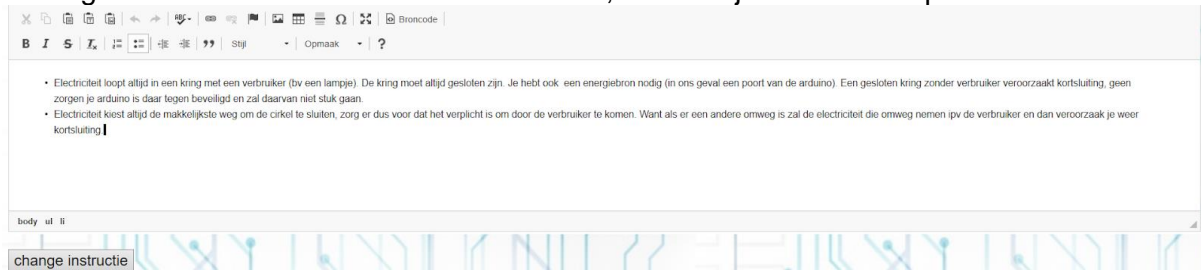 Broncode
B I S Stijl Opmaak ?
• Electriciteit loopt altijd in een kring met een verbruiker (bv een lampje). De kring moet altijd gesloten zijn. Je hebt ook een energiebron nodig (in ons geval een poort van de arduino). Een gesloten kring zonder verbruiker veroorzaakt kortsluiting, geen
zorgen je arduino is daar tegen beveiligd en zal daarvan niet stuk gaan.
• Electriciteit kiest altijd de makkelijkste weg om de cirkel te sluiten, zorg er dus voor dat het verplicht is om door de verbruiker te komen. Want als er een andere omweg is zal de electriciteit die omweg nemen ipv de verbruiker en dan veroorzaak je weer
kortsluiting.
body ul li
change instructie